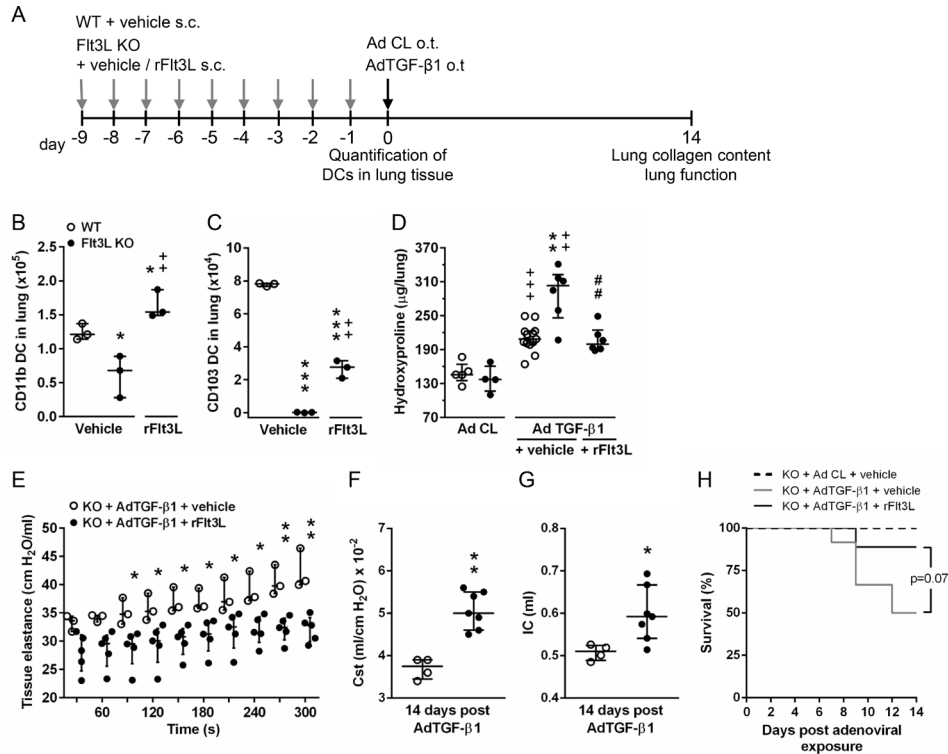 A
WT + vehicle s.c.
Flt3L KO
+ vehicle / rFlt3L s.c.
Ad CL o.t.
AdTGF-β1 o.t
day
-9 -8 -7 -6 -5 -4 -3 -2 -1 0 14
Quantification of
DCs in lung tissue
Lung collagen content
lung function
B
WT
Flt3L KO
CD11b DC in lung (x10⁵)
2.5
2.0
1.5
1.0
0.5
0.0
*
*
++
Vehicle rFlt3L
C
CD103 DC in lung (x10⁴)
8
6
4
2
0
***
***
++
Vehicle rFlt3L
D
Hydroxyproline (μg/lung)
370
310
250
190
130
70
+++
**
++
##
Ad CL Ad TGF-β1
+ vehicle + rFlt3L
E
KO + AdTGF-β1 + vehicle
KO + AdTGF-β1 + rFlt3L
Tissue elastance (cm H₂O/ml)
50
45
40
35
30
25
20
* * * * * * ** **
60 120 180 240 300
Time (s)
F
Cst (ml/cm H₂O) x 10⁻²
7
6
5
4
3
2
**
14 days post
AdTGF-β1
G
IC (ml)
0.8
0.7
0.6
0.5
0.4
*
14 days post
AdTGF-β1
H
KO + Ad CL + vehicle
KO + AdTGF-β1 + vehicle
KO + AdTGF-β1 + rFlt3L
Survival (%)
100
50
0
p=0.07
0 2 4 6 8 10 12 14
Days post adenoviral
exposure